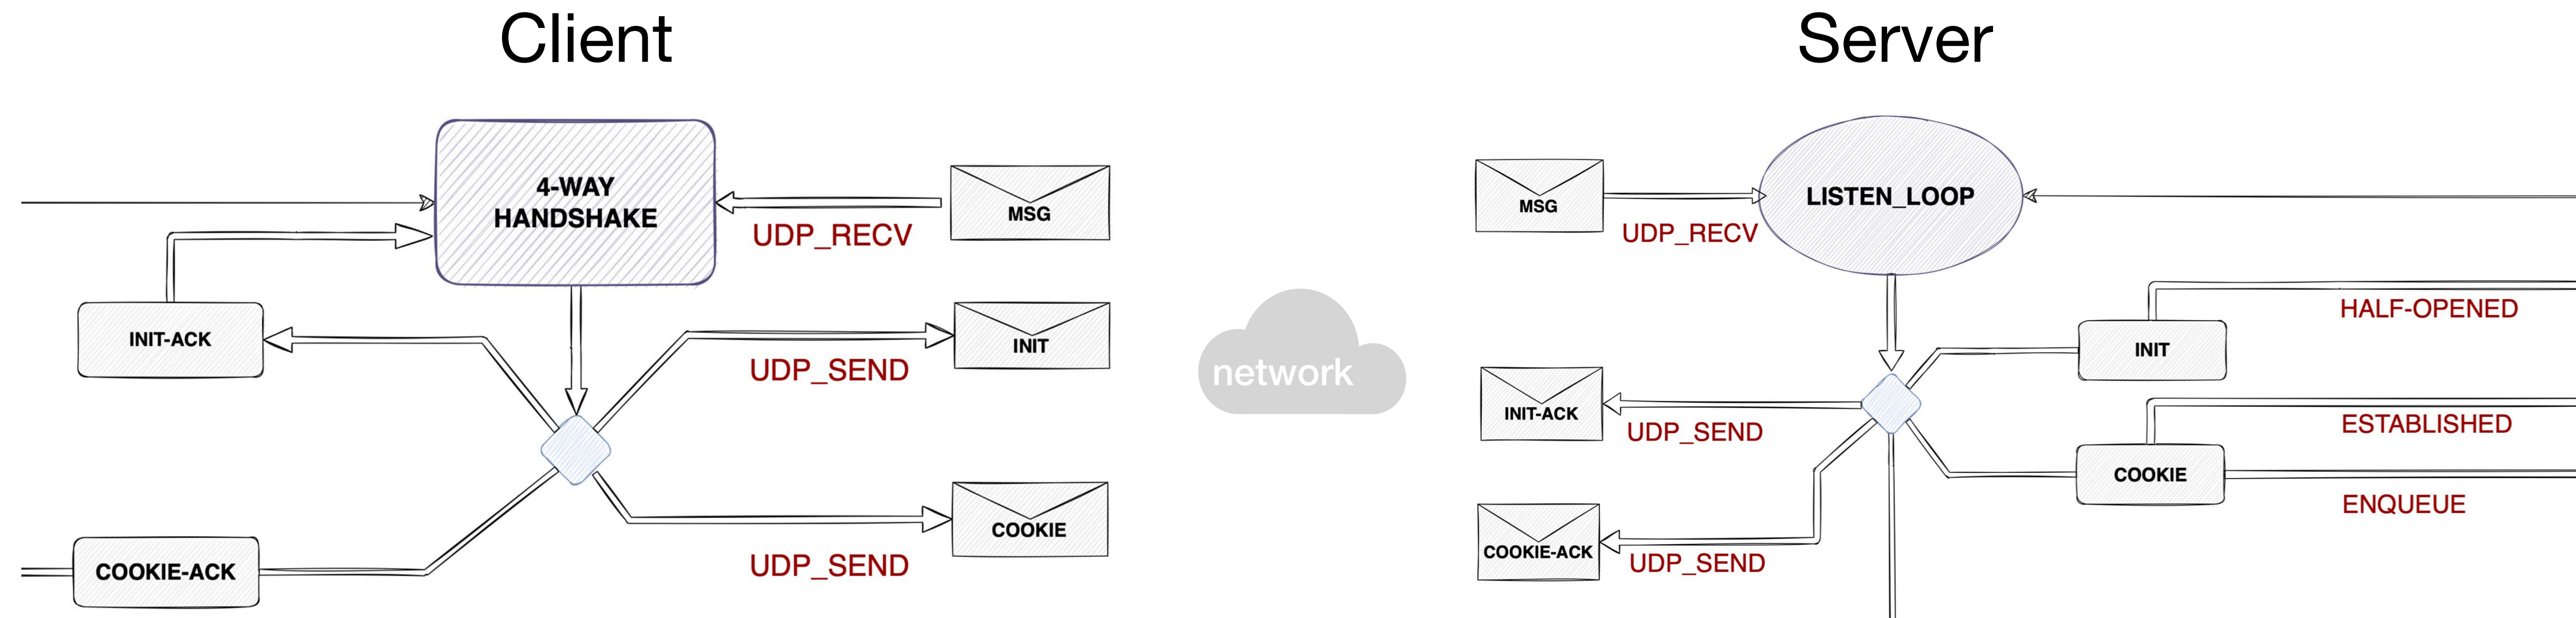 Client
Server
4-WAY
HANDSHAKE
MSG
UDP_RECV
INIT-ACK
INIT
UDP_SEND
COOKIE
UDP_SEND
COOKIE-ACK
network
MSG
UDP_RECV
LISTEN_LOOP
HALF-OPENED
INIT
INIT-ACK
UDP_SEND
ESTABLISHED
COOKIE
ENQUEUE
COOKIE-ACK
UDP_SEND